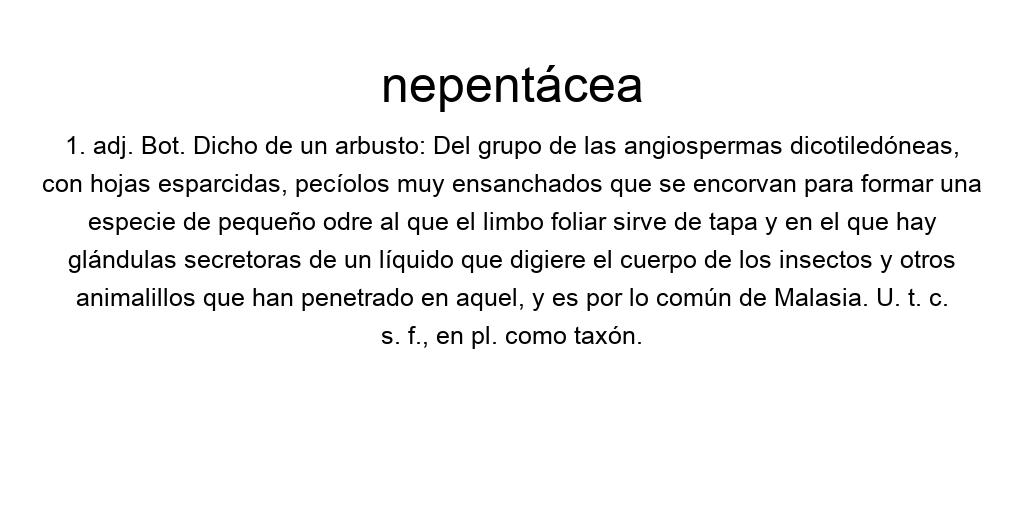 nepentácea
1. adj. Bot. Dicho de un arbusto: Del grupo de las angiospermas dicotiledóneas,
con hojas esparcidas, pecíolos muy ensanchados que se encorvan para formar una
especie de pequeño odre al que el limbo foliar sirve de tapa y en el que hay
glándulas secretoras de un líquido que digiere el cuerpo de los insectos y otros
animalillos que han penetrado en aquel, y es por lo común de Malasia. U. t. c.
s. f., en pl. como taxón.